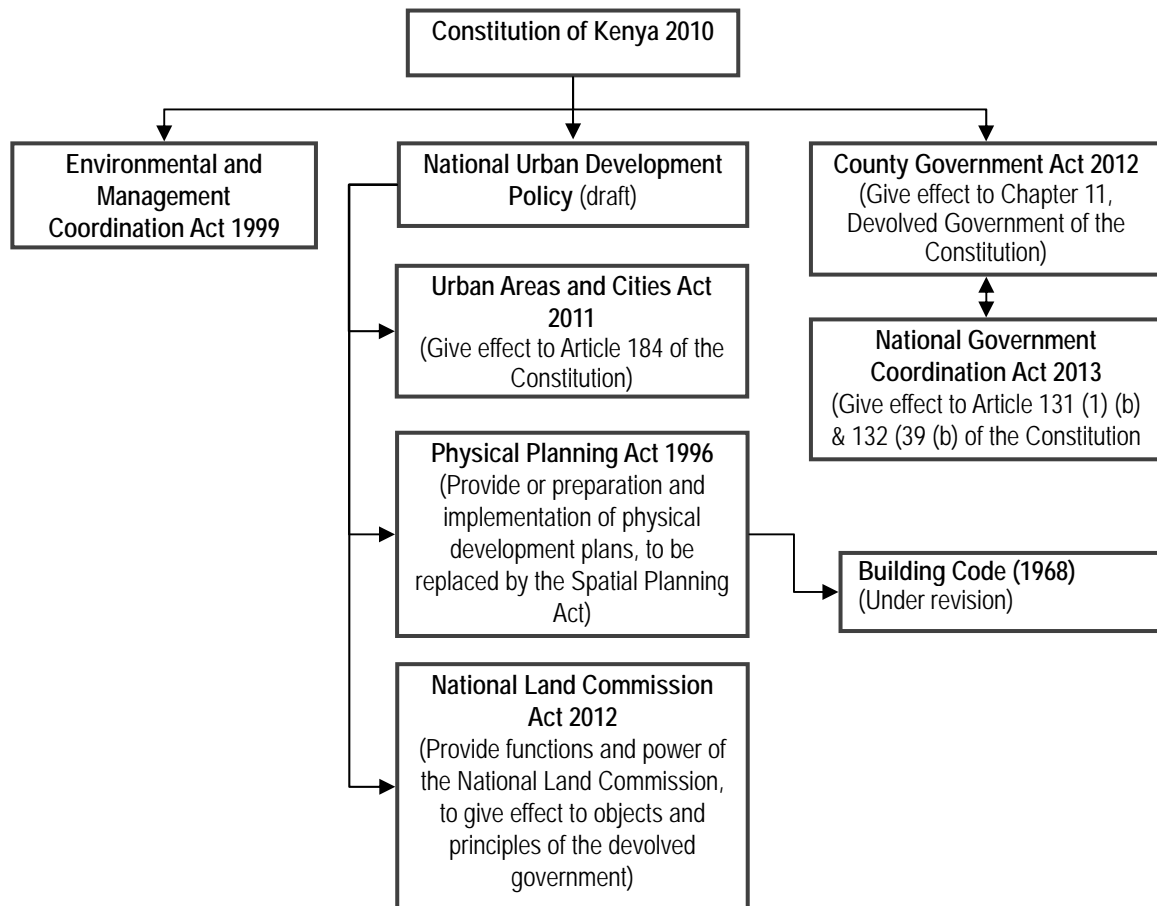 Constitution of Kenya 2010
Environmental and
Management
Coordination Act 1999
National Urban Development
Policy (draft)
County Government Act 2012
(Give effect to Chapter 11,
Devolved Government of the
Constitution)
Urban Areas and Cities Act
2011
(Give effect to Article 184 of the
Constitution)
National Government
Coordination Act 2013
(Give effect to Article 131 (1) (b)
& 132 (39 (b) of the Constitution
Physical Planning Act 1996
(Provide or preparation and
implementation of physical
development plans, to be
replaced by the Spatial Planning
Act)
Building Code (1968)
(Under revision)
National Land Commission
Act 2012
(Provide functions and power of
the National Land Commission,
to give effect to objects and
principles of the devolved
government)